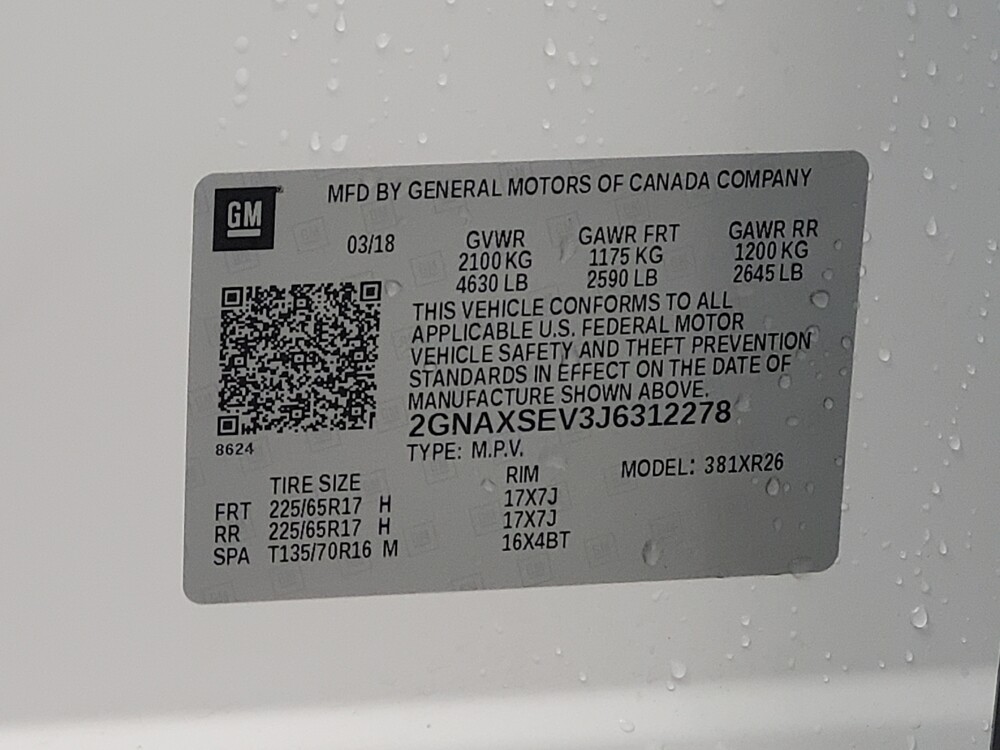 GM
MFD BY GENERAL MOTORS OF CANADA COMPANY
03/18
GVWR GAWR FRT GAWR RR
2100 KG 1175 KG 1200 KG
4630 LB 2590 LB 2645 LB
THIS VEHICLE CONFORMS TO ALL
APPLICABLE U.S. FEDERAL MOTOR
VEHICLE SAFETY AND THEFT PREVENTION
STANDARDS IN EFFECT ON THE DATE OF
MANUFACTURE SHOWN ABOVE.
2GNAXSEV3J6312278
8624
TYPE: M.P.V. MODEL: 381XR26
TIRE SIZE RIM
FRT 225/65R17 H 17X7J
RR 225/65R17 H 17X7J
SPA T135/70R16 M 16X4BT